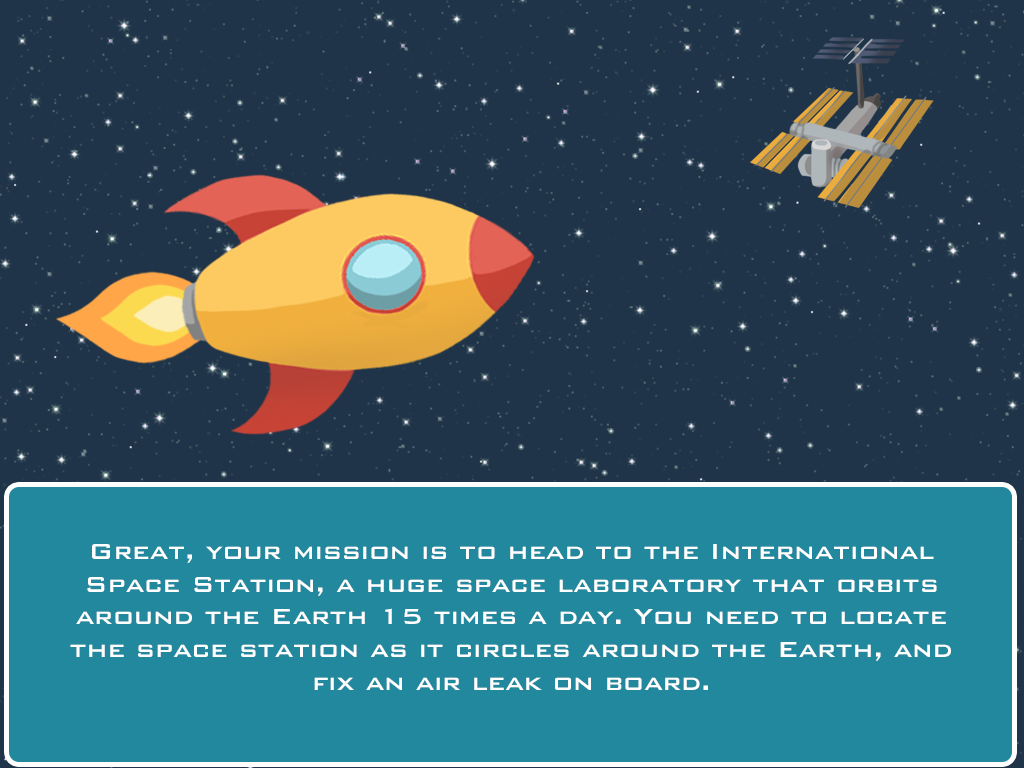 Great, your mission is to head to the International
Space Station, a huge space laboratory that orbits
around the Earth 15 times a day. You need to locate
the space station as it circles around the Earth, and
fix an air leak on board.